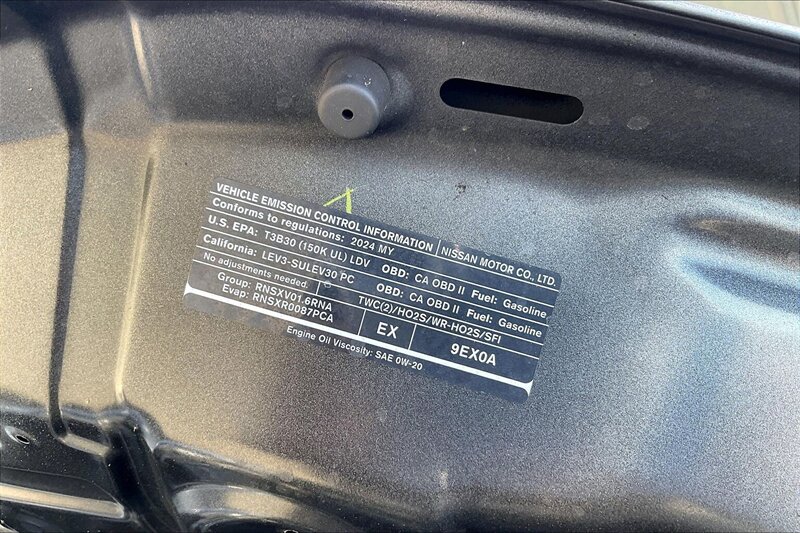 VEHICLE EMISSION CONTROL INFORMATION NISSAN MOTOR CO., LTD.
Conforms to regulations: 2024 MY
U.S. EPA: T3B30 (150K UL) LDV OBD: CA OBD II Fuel: Gasoline
California: LEV3-SULEV30 PC OBD: CA OBD II Fuel: Gasoline
No adjustments needed. TWC(2)/HO2S/WR-HO2S/SFI
Group: RNSXV01.6RNA EX 9EX0A
Evap: RNSXR0087PCA
Engine Oil Viscosity: SAE 0W-20